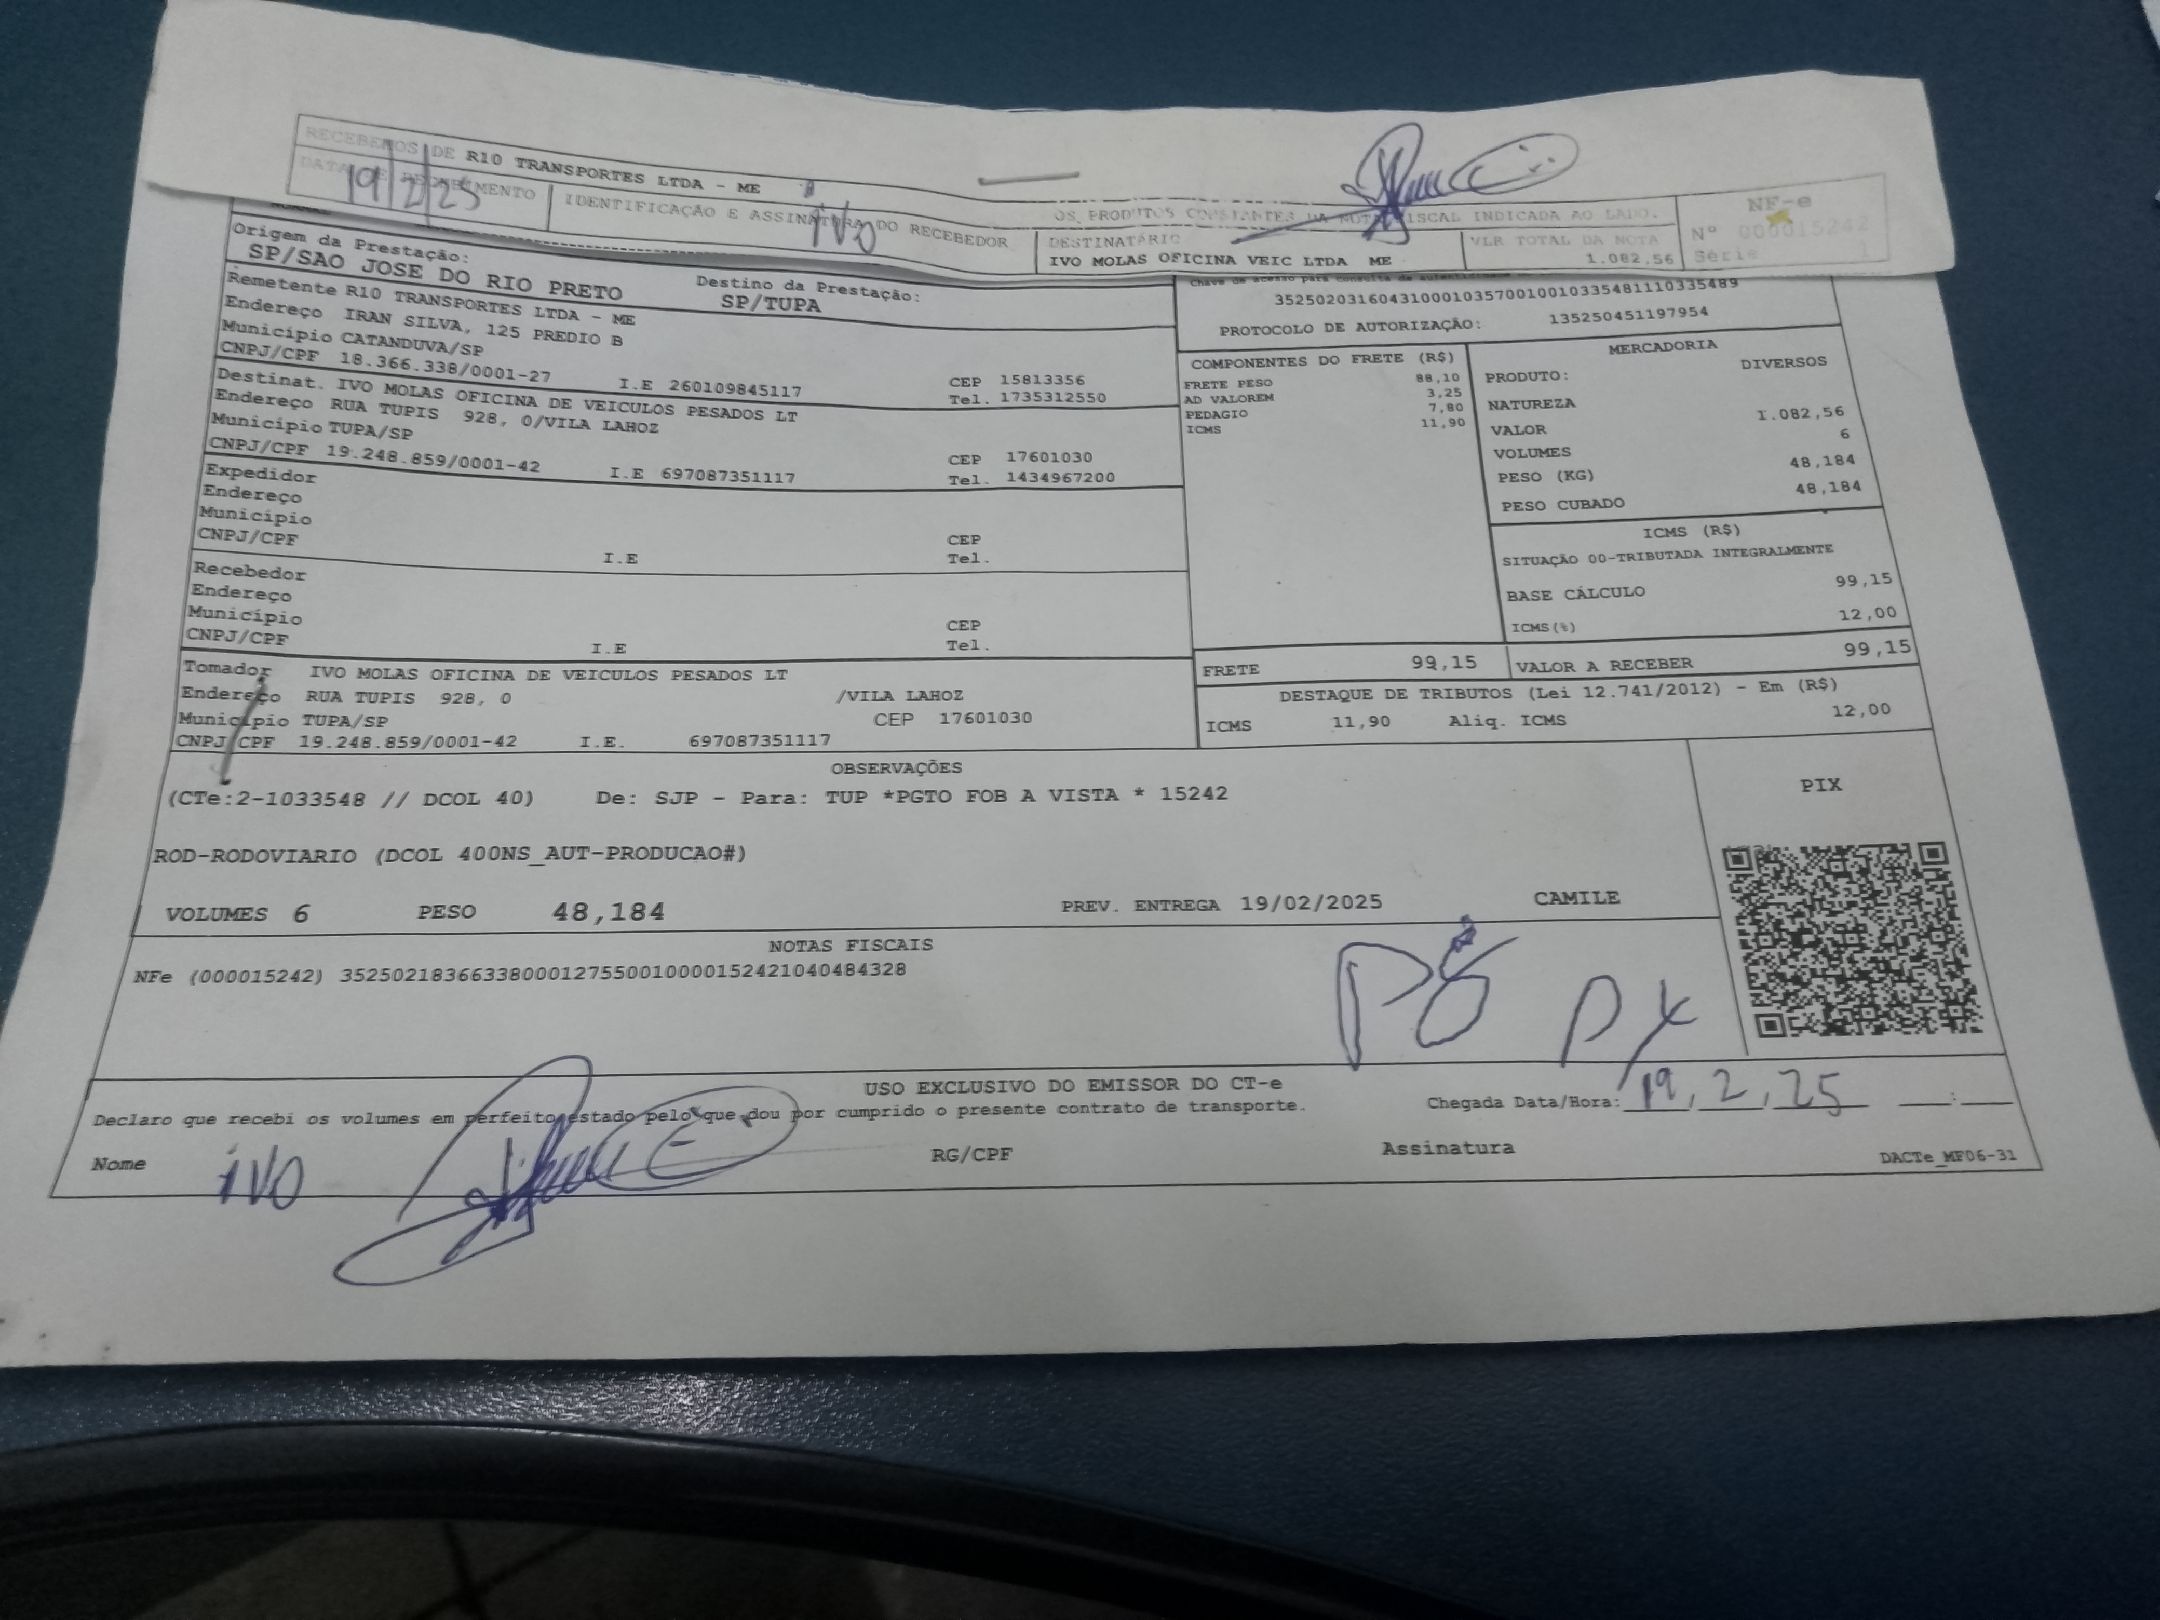 RECEBEMOS DE R10 TRANSPORTES LTDA - ME
OS PRODUTOS CONSTANTES DA NOTA FISCAL INDICADA AO LADO.
DATA DE RECEBIMENTO
19/2/25
IDENTIFICAÇÃO E ASSINATURA DO RECEBEDOR
IVO
DESTINATÁRIO
IVO MOLAS OFICINA VEIC LTDA ME
VLR TOTAL DA NOTA
1.082,56
NF-e
Nº 000015242
Série 1
Origem da Prestação:
SP/SAO JOSE DO RIO PRETO
Destino da Prestação:
SP/TUPA
Remetente R10 TRANSPORTES LTDA - ME
Endereço IRAN SILVA, 125 PREDIO B
Município CATANDUVA/SP
CNPJ/CPF 18.366.338/0001-27 I.E 260109845117
CEP 15813356
Tel. 1735312550
Destinat. IVO MOLAS OFICINA DE VEICULOS PESADOS LT
Endereço RUA TUPIS 928, 0/VILA LAHOZ
Município TUPA/SP
CNPJ/CPF 19.248.859/0001-42 I.E 697087351117
CEP 17601030
Tel. 1434967200
Expedidor
Endereço
Município
CNPJ/CPF I.E
CEP
Tel.
Recebedor
Endereço
Município
CNPJ/CPF I.E
CEP
Tel.
Tomador IVO MOLAS OFICINA DE VEICULOS PESADOS LT
Endereço RUA TUPIS 928, 0 /VILA LAHOZ
Município TUPA/SP CEP 17601030
CNPJ/CPF 19.248.859/0001-42 I.E. 697087351117
Chave de acesso para consulta de autenticidade
35250203160431000103570010010335481110335489
PROTOCOLO DE AUTORIZAÇÃO: 135250451197954
COMPONENTES DO FRETE (R$)
FRETE PESO 88,10
AD VALOREM 3,25
PEDAGIO 7,80
ICMS 11,90
MERCADORIA
PRODUTO: DIVERSOS
NATUREZA
VALOR 1.082,56
VOLUMES 6
PESO (KG) 48,184
PESO CUBADO 48,184
ICMS (R$)
SITUAÇÃO 00-TRIBUTADA INTEGRALMENTE
BASE CÁLCULO 99,15
ICMS(%) 12,00
FRETE 99,15 VALOR A RECEBER 99,15
DESTAQUE DE TRIBUTOS (Lei 12.741/2012) - Em (R$)
ICMS 11,90 Aliq. ICMS 12,00
OBSERVAÇÕES
(CTe:2-1033548 // DCOL 40) De: SJP - Para: TUP *PGTO FOB A VISTA * 15242
ROD-RODOVIARIO (DCOL 400NS_AUT-PRODUCAO#)
VOLUMES 6 PESO 48,184 PREV. ENTREGA 19/02/2025 CAMILE
PIX
NOTAS FISCAIS
NFe (000015242) 35250218366338000127550010000152421040484328
USO EXCLUSIVO DO EMISSOR DO CT-e
Declaro que recebi os volumes em perfeito estado pelo que dou por cumprido o presente contrato de transporte.
Chegada Data/Hora: 19, 2, 25 :
Nome IVO RG/CPF Assinatura
DACTe_MF06-31